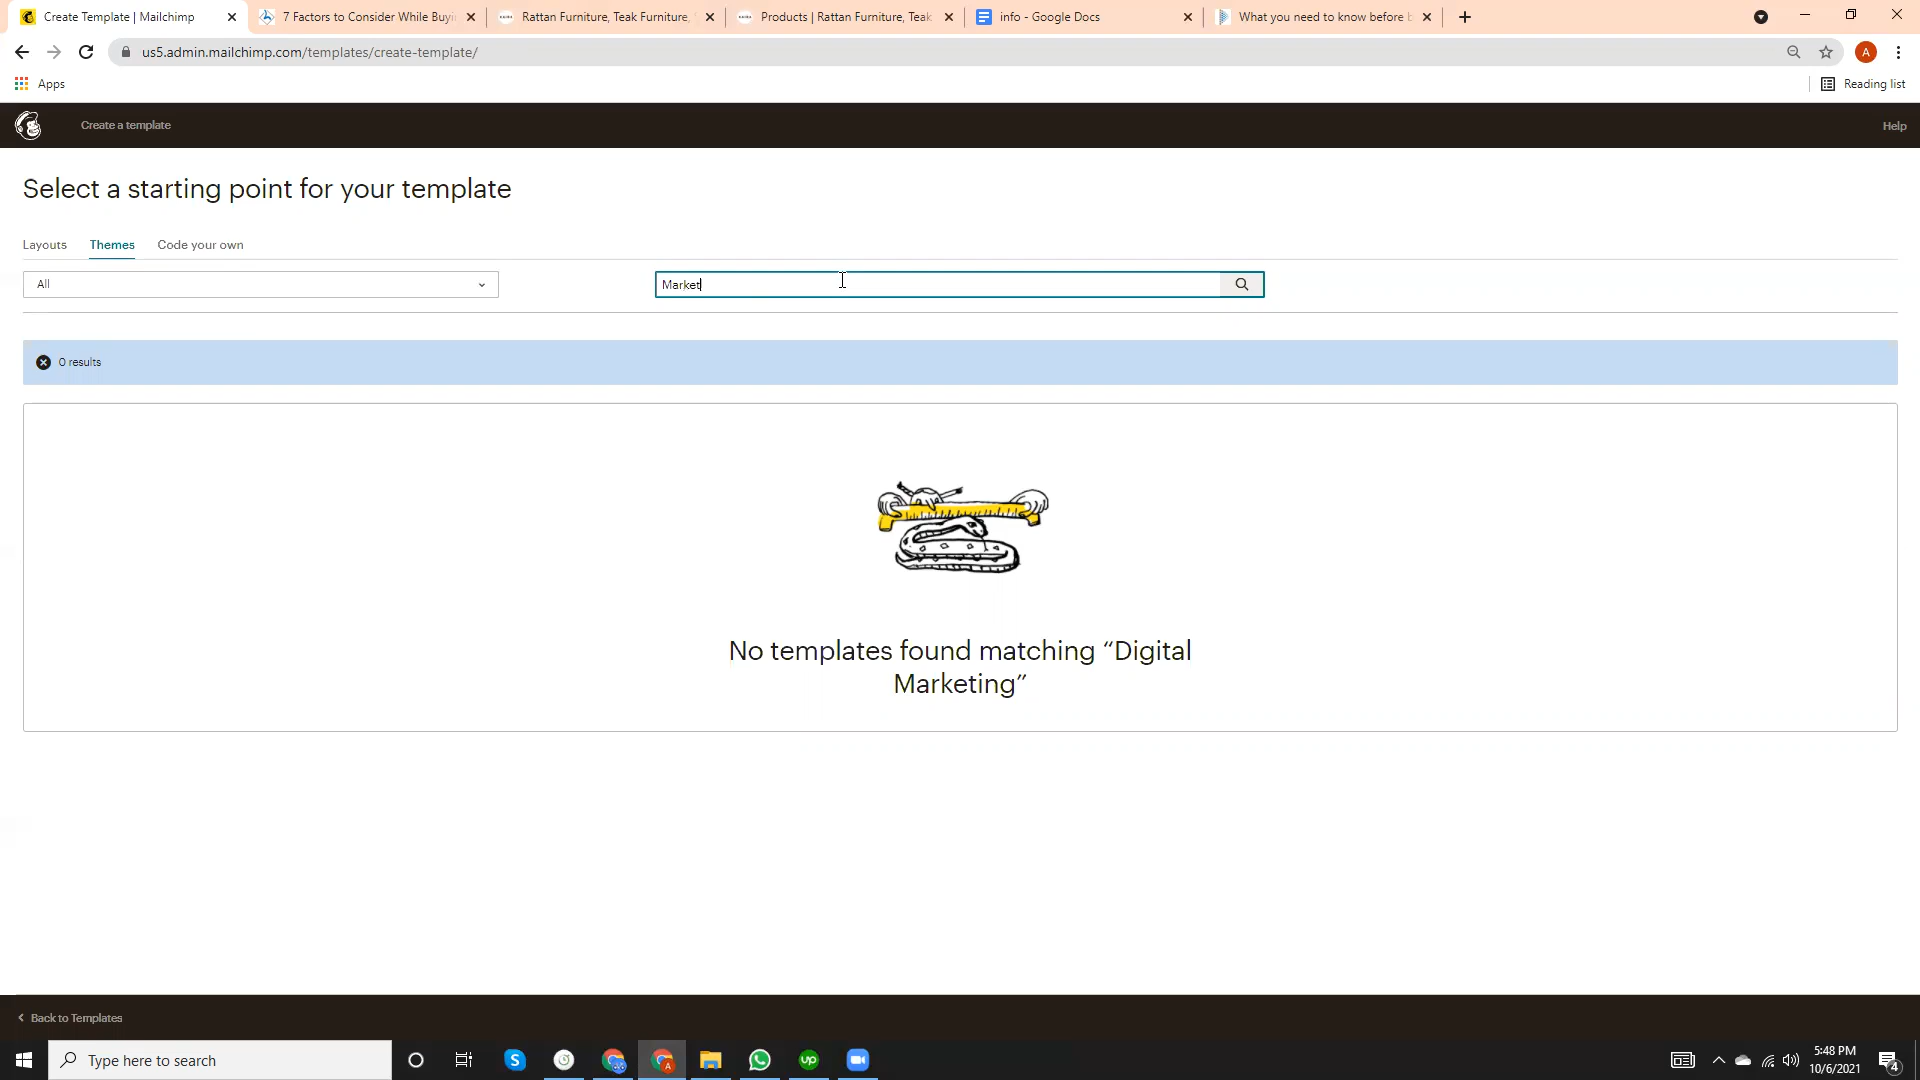 Create Template | Mailchimp
7 Factors to Consider While Buyi
Rattan Furniture, Teak Furniture,
Products | Rattan Furniture, Teak
info - Google Docs
What you need to know before b
us5.admin.mailchimp.com/templates/create-template/
A
Apps
Reading list
Create a template
Help
Select a starting point for your template
Layouts
Themes
Code your own
All
Market
0 results
No templates found matching “Digital
Marketing”
Back to Templates
Type here to search
5:48 PM
10/6/2021
4